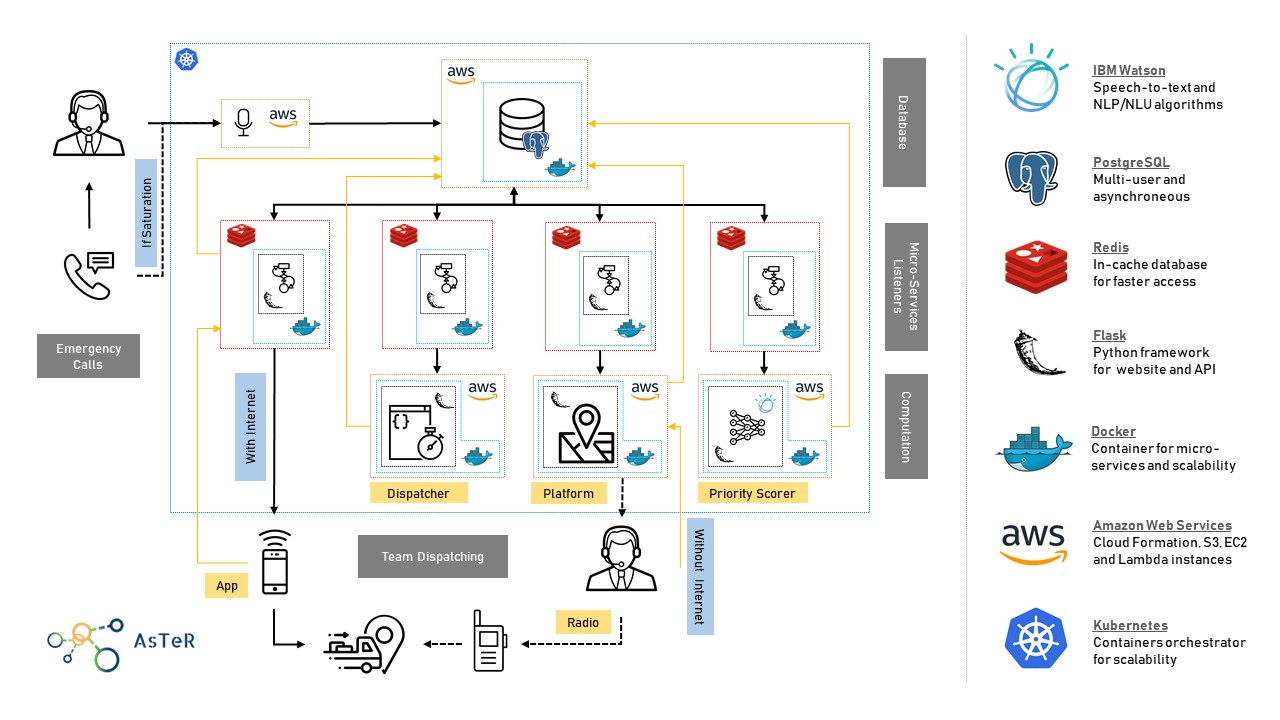 aws
aws
If Saturation
Emergency
Calls
Database
Micro-Services
Listeners
Computation
With Internet
{}
aws
aws
aws
Dispatcher
Platform
Priority Scorer
Team Dispatching
Without Internet
App
Radio
AsTeR
IBM Watson
Speech-to-text and
NLP/NLU algorithms
PostgreSQL
Multi-user and
asynchroneous
Redis
In-cache database
for faster access
Flask
Python framework
for website and API
Docker
Container for micro-
services and scalability
aws
Amazon Web Services
Cloud Formation, S3, EC2
and Lambda instances
Kubernetes
Containers orchestrator
for scalability